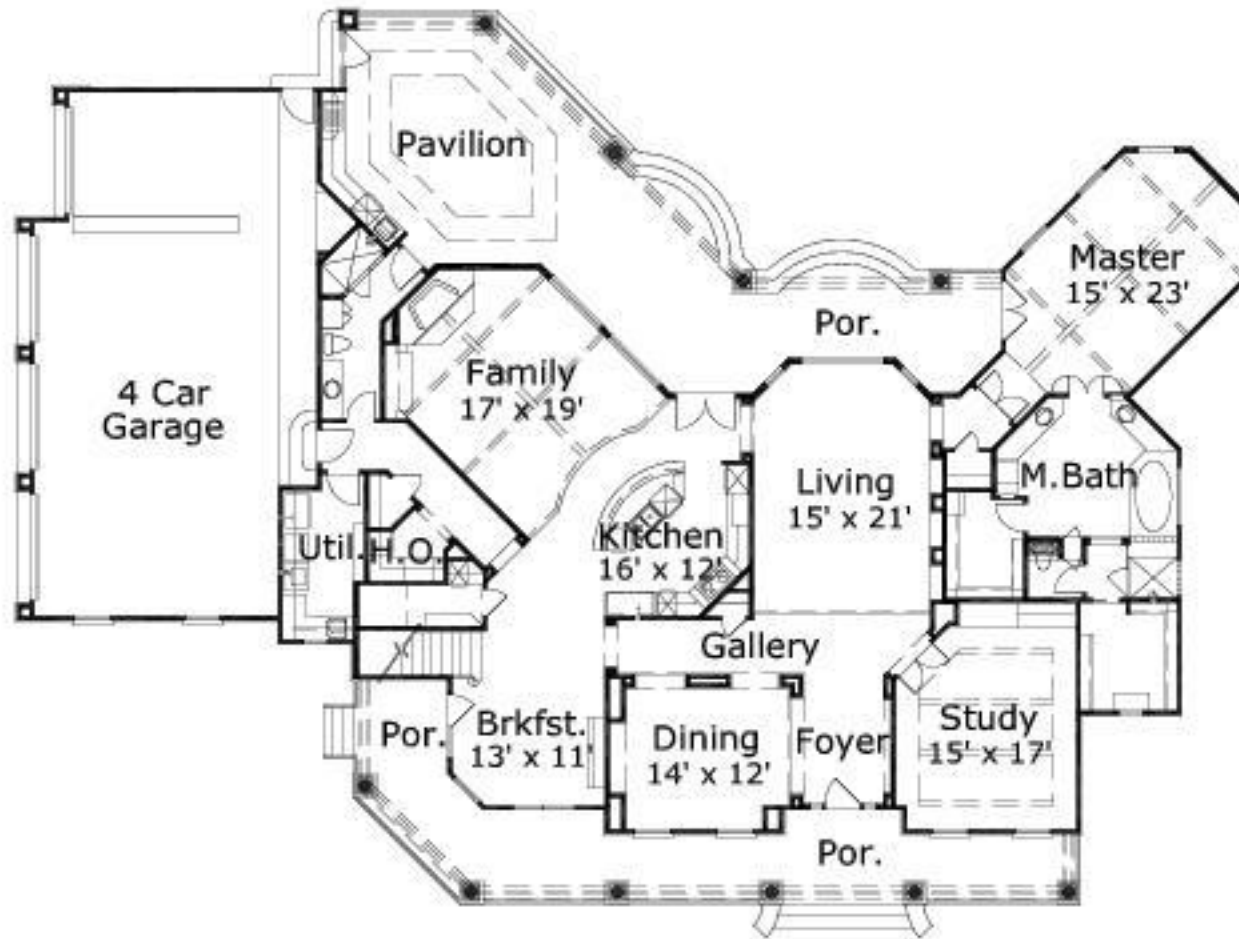 Pavilion
Master
15' x 23'
Por.
Family
17' x 19'
4 Car
Garage
Living
15' x 21'
M.Bath
Kitchen
16' x 12'
Util.
H.O.
Gallery
Por.
Brkfst.
13' x 11'
Dining
14' x 12'
Foyer
Study
15' x 17'
Por.